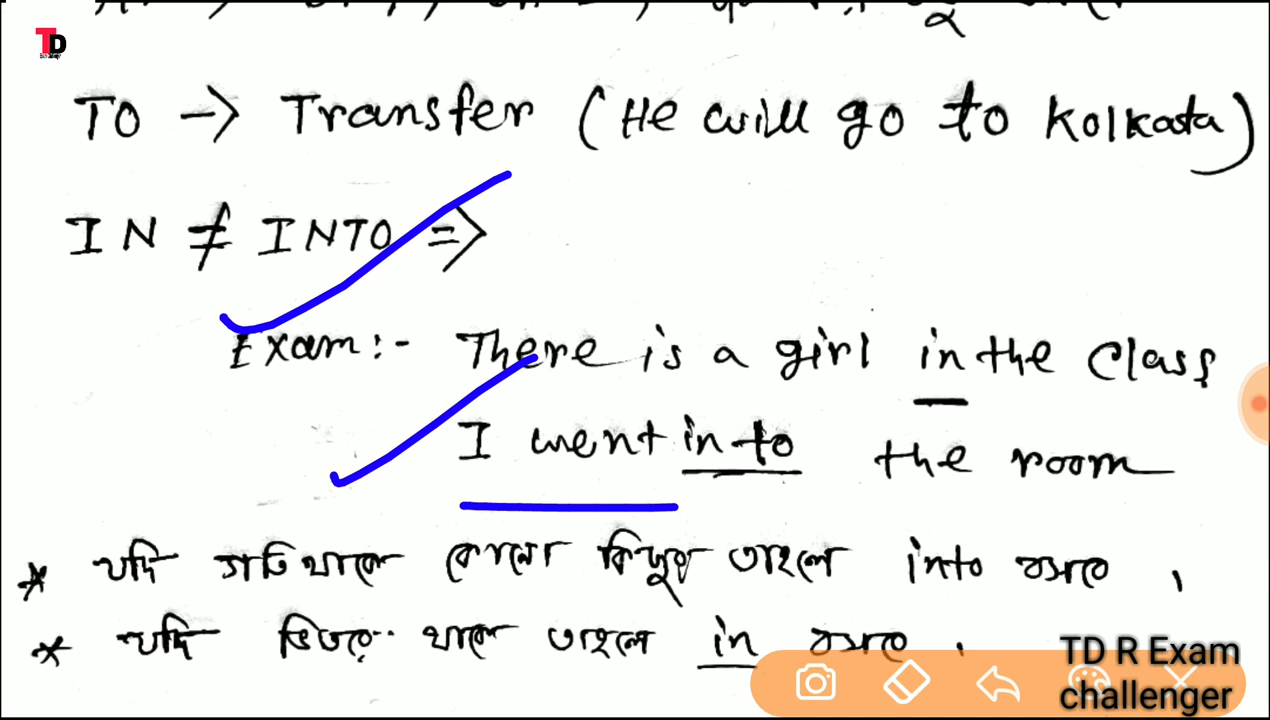 TD
TO -> Transfer (He will go to Kolkata)
IN ≠ INTO =>
Exam:- There is a girl in the Class
I went in to the room
* যদি গতি থাকে কোনো কিছুর তাহলে into বসবে ।
* যদি ভিতরে থাকে তাহলে in বসবে ।
TD R Exam
challenger